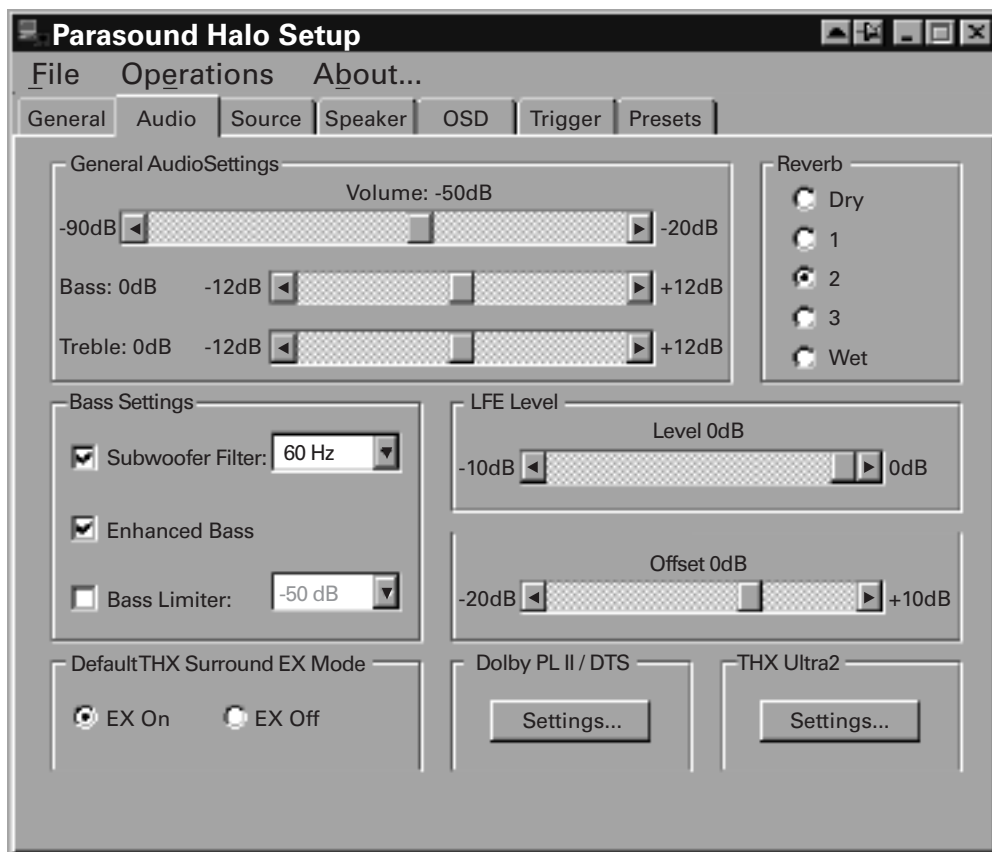 Parasound Halo Setup
File Operations About...
General Audio Source Speaker OSD Trigger Presets
General AudioSettings
Volume: -50dB
-90dB -20dB
Bass: 0dB -12dB +12dB
Treble: 0dB -12dB +12dB
Reverb
Dry
1
2
3
Wet
Bass Settings
Subwoofer Filter: 60 Hz
Enhanced Bass
Bass Limiter: -50 dB
LFE Level
Level 0dB
-10dB 0dB
Offset 0dB
-20dB +10dB
DefaultTHX Surround EX Mode
EX On EX Off
Dolby PL II / DTS
Settings...
THX Ultra2
Settings...